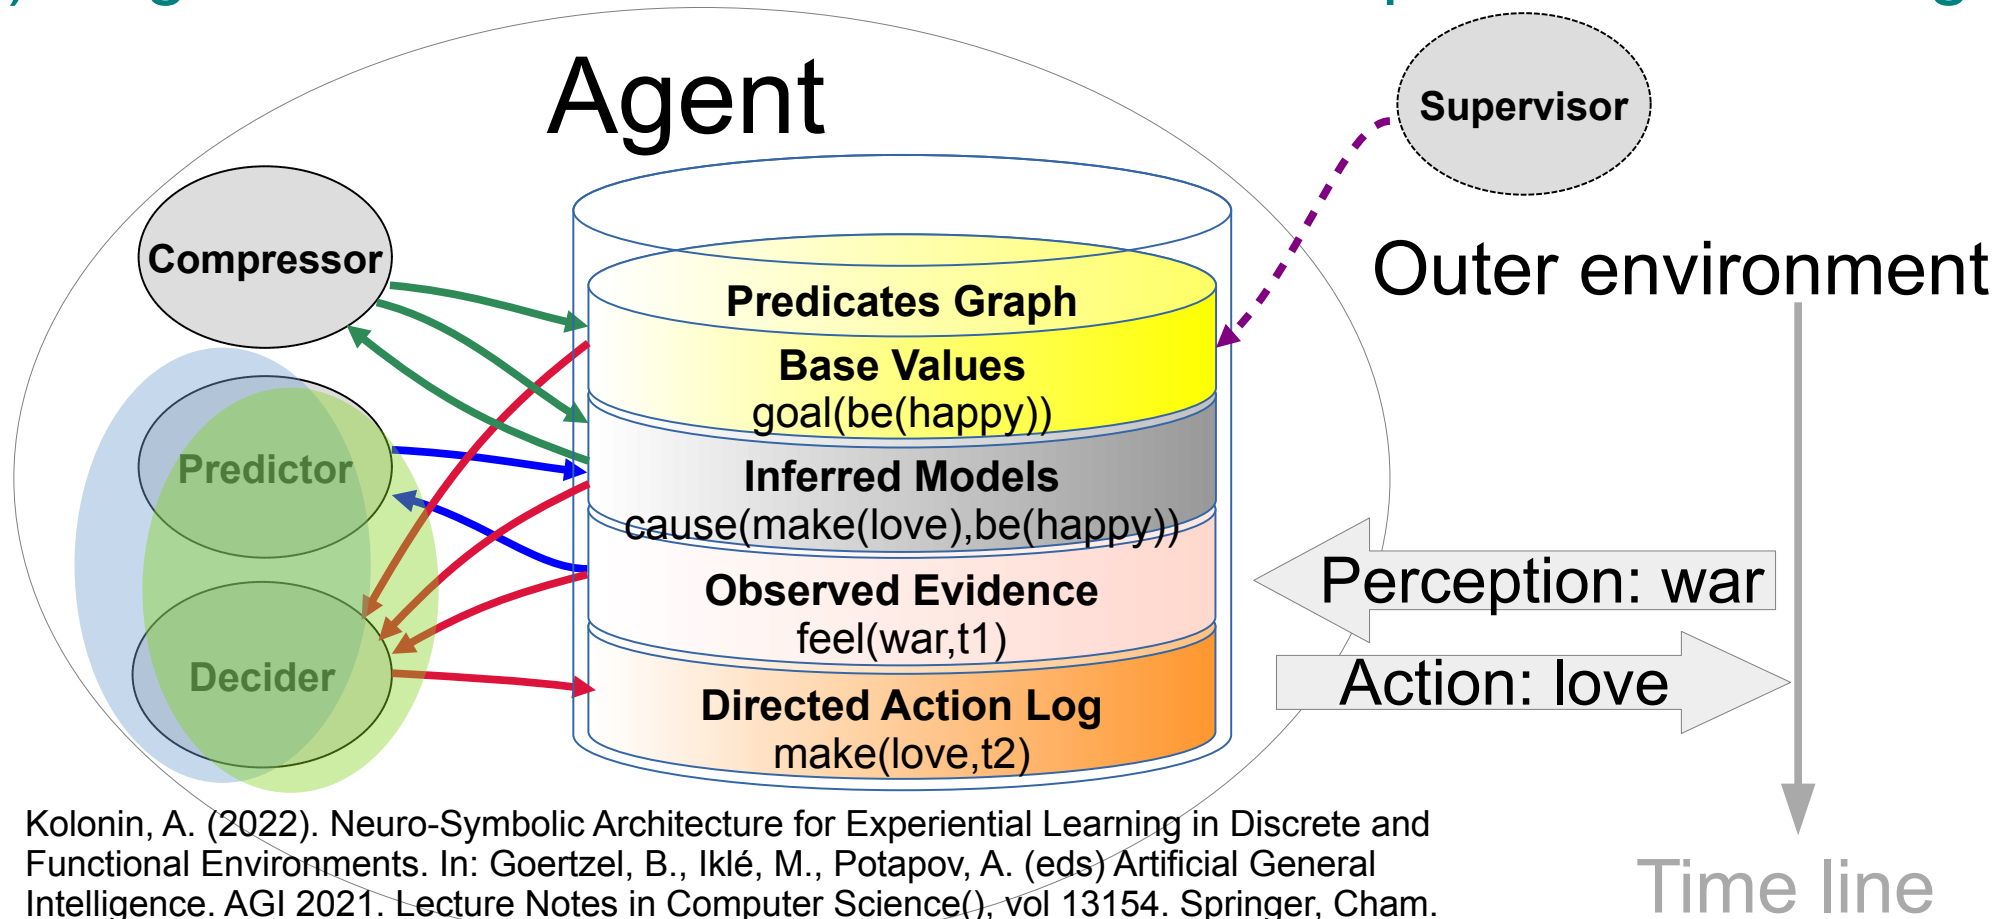 Agent
Supervisor
Compressor
Outer environment
Predicates Graph
Base Values
goal(be(happy))
Predictor
Inferred Models
cause(make(love),be(happy))
Perception: war
Observed Evidence
feel(war,t1)
Decider
Action: love
Directed Action Log
make(love,t2)
Kolonin, A. (2022). Neuro-Symbolic Architecture for Experiential Learning in Discrete and
Functional Environments. In: Goertzel, B., Iklé, M., Potapov, A. (eds) Artificial General
Intelligence. AGI 2021. Lecture Notes in Computer Science(), vol 13154. Springer, Cham.
Time line